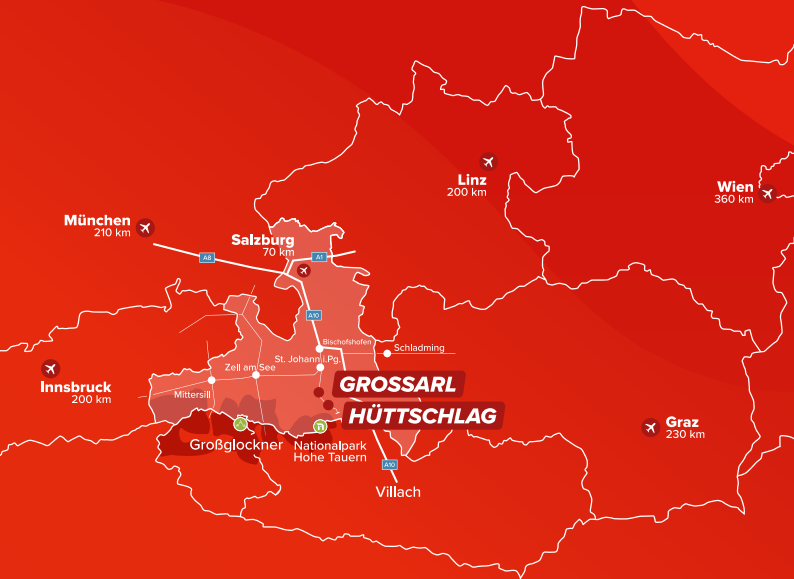 Linz
200 km
Wien
360 km
München
210 km
Salzburg
70 km
A8
A1
A10
Bischofshofen
Schladming
St. Johann i.Pg.
Zell am See
Innsbruck
200 km
Mittersill
GROSSARL
HÜTTSCHLAG
Graz
230 km
Großglockner
Nationalpark
Hohe Tauern
A10
Villach